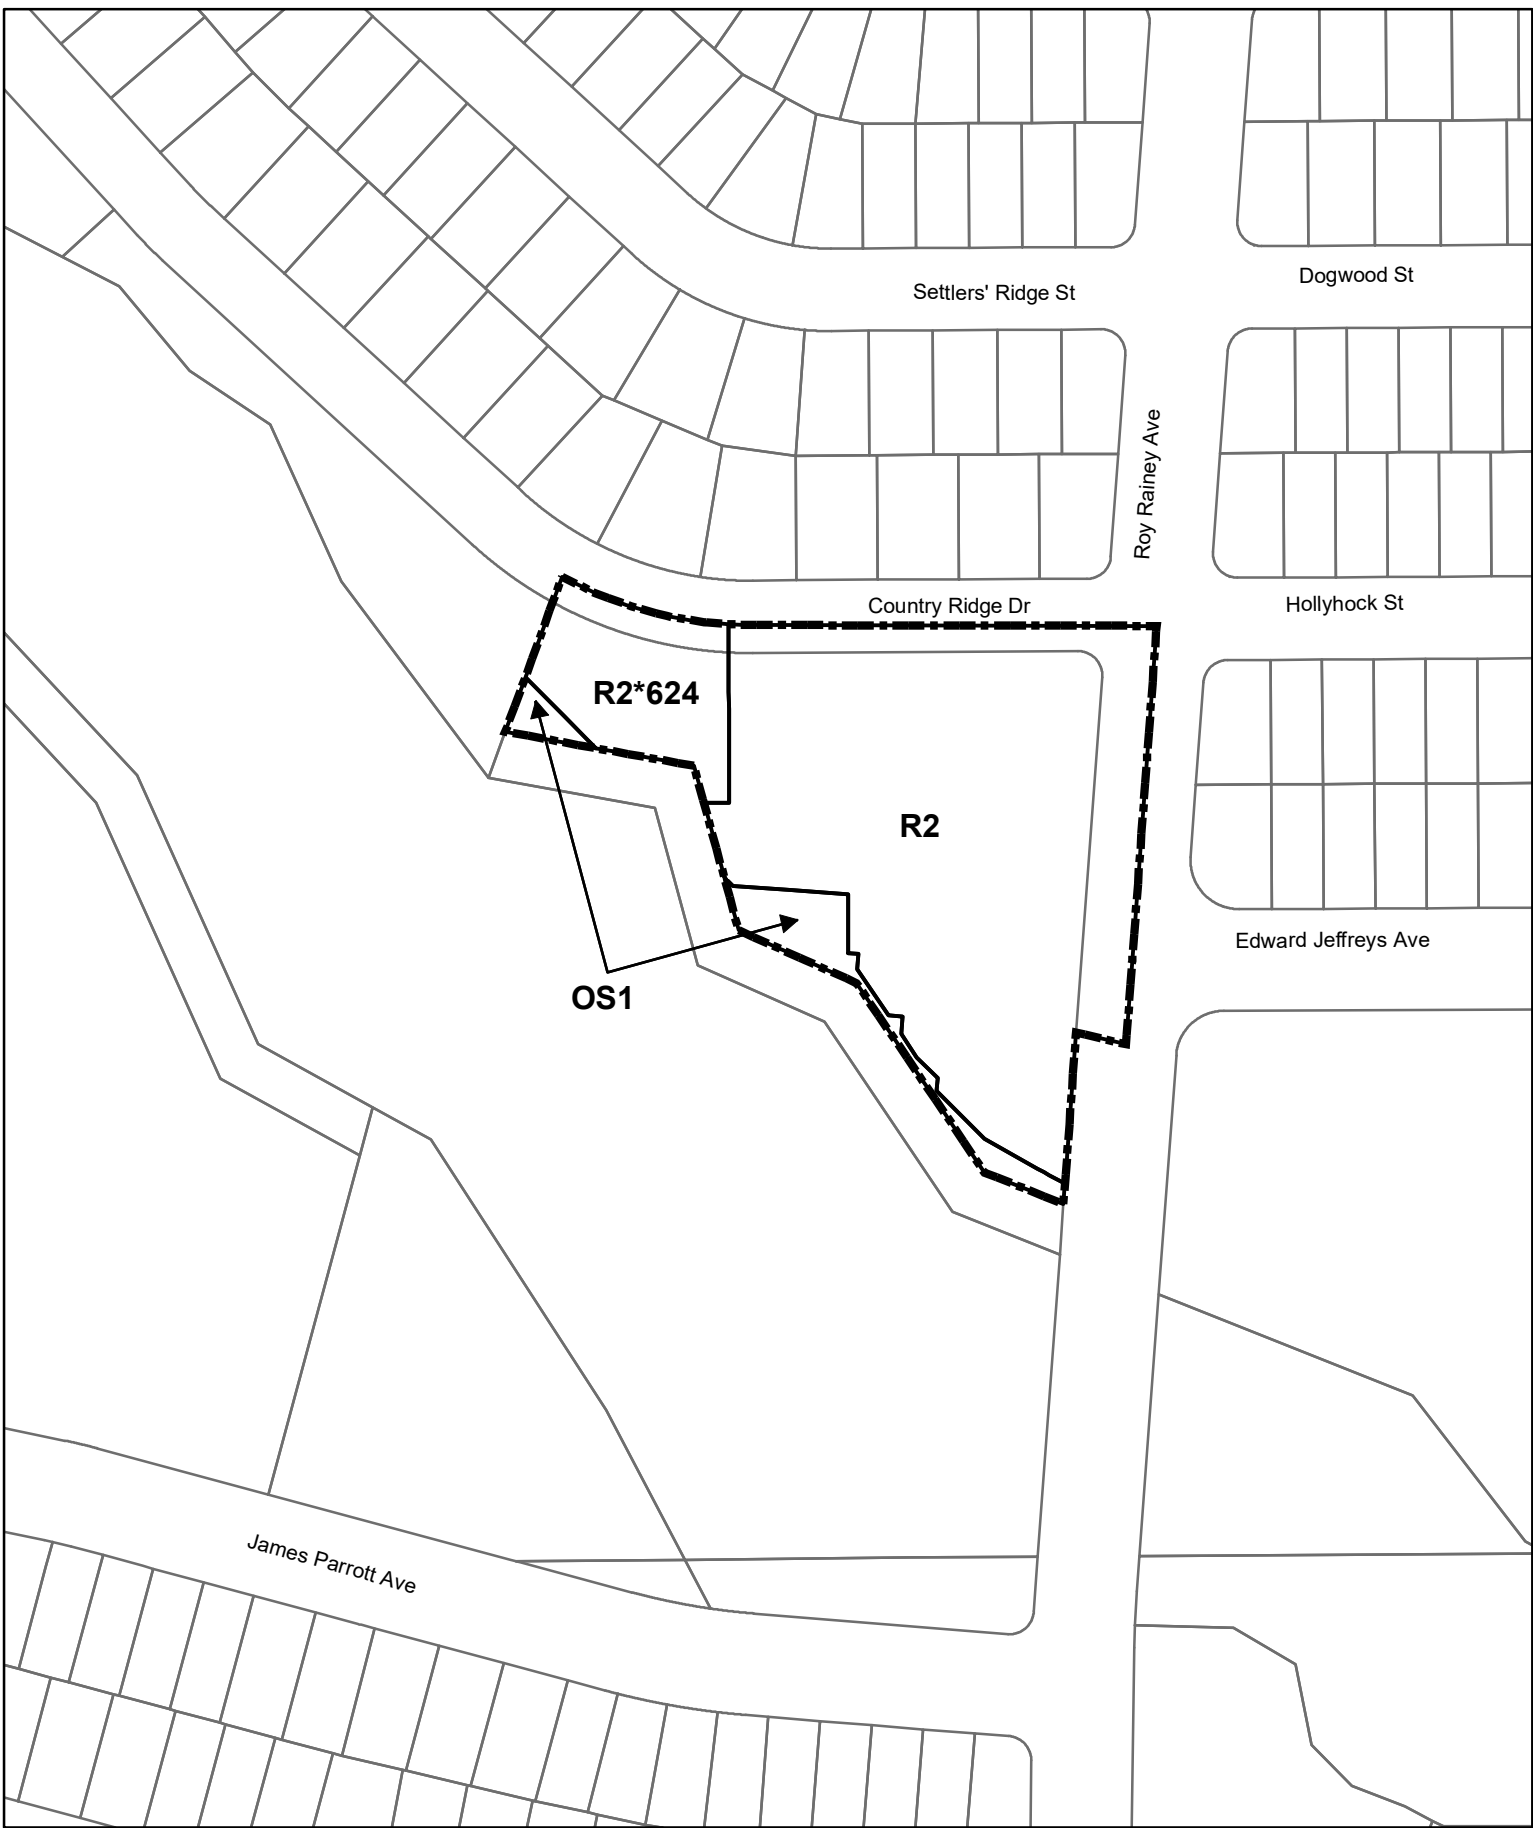 Dogwood St
Settlers' Ridge St
Roy Rainey Ave
Country Ridge Dr
Hollyhock St
R2*624
R2
Edward Jeffreys Ave
OS1
James Parrott Ave